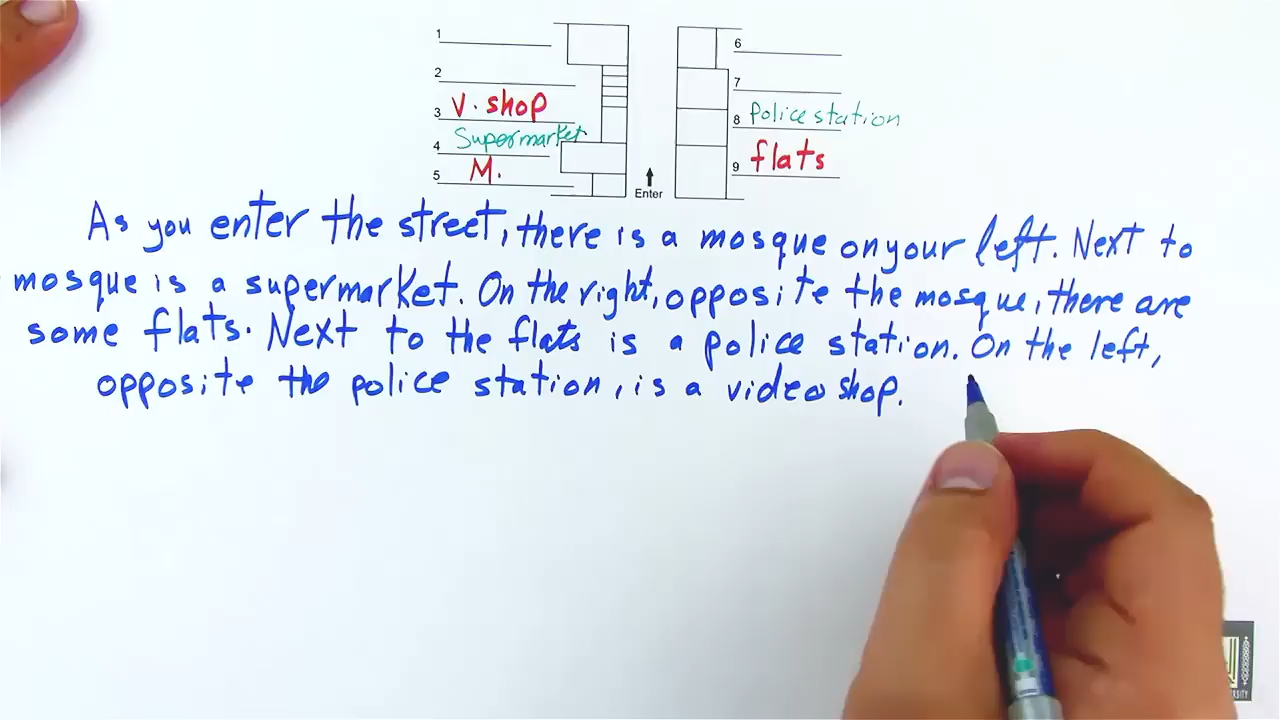 1
2
3 V. shop
4 Supermarket
5 M.
6
7
8 Police station
9 flats
Enter
As you enter the street, there is a mosque on your left. Next to
mosque is a supermarket. On the right, opposite the mosque, there are
some flats. Next to the flats is a police station. On the left,
opposite the police station, is a video shop.